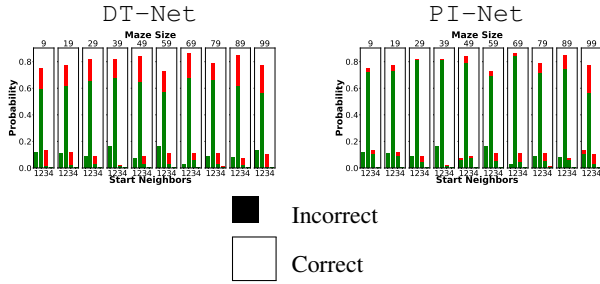 DT-Net
Maze Size
9 19 29 39 49 59 69 79 89 99
Probability
0.8
0.6
0.4
0.2
0.0
1234 1234 1234 1234 1234 1234 1234 1234 1234 1234
Start Neighbors
PI-Net
Maze Size
9 19 29 39 49 59 69 79 89 99
Probability
0.8
0.6
0.4
0.2
0.0
1234 1234 1234 1234 1234 1234 1234 1234 1234 1234
Start Neighbors
Incorrect
Correct